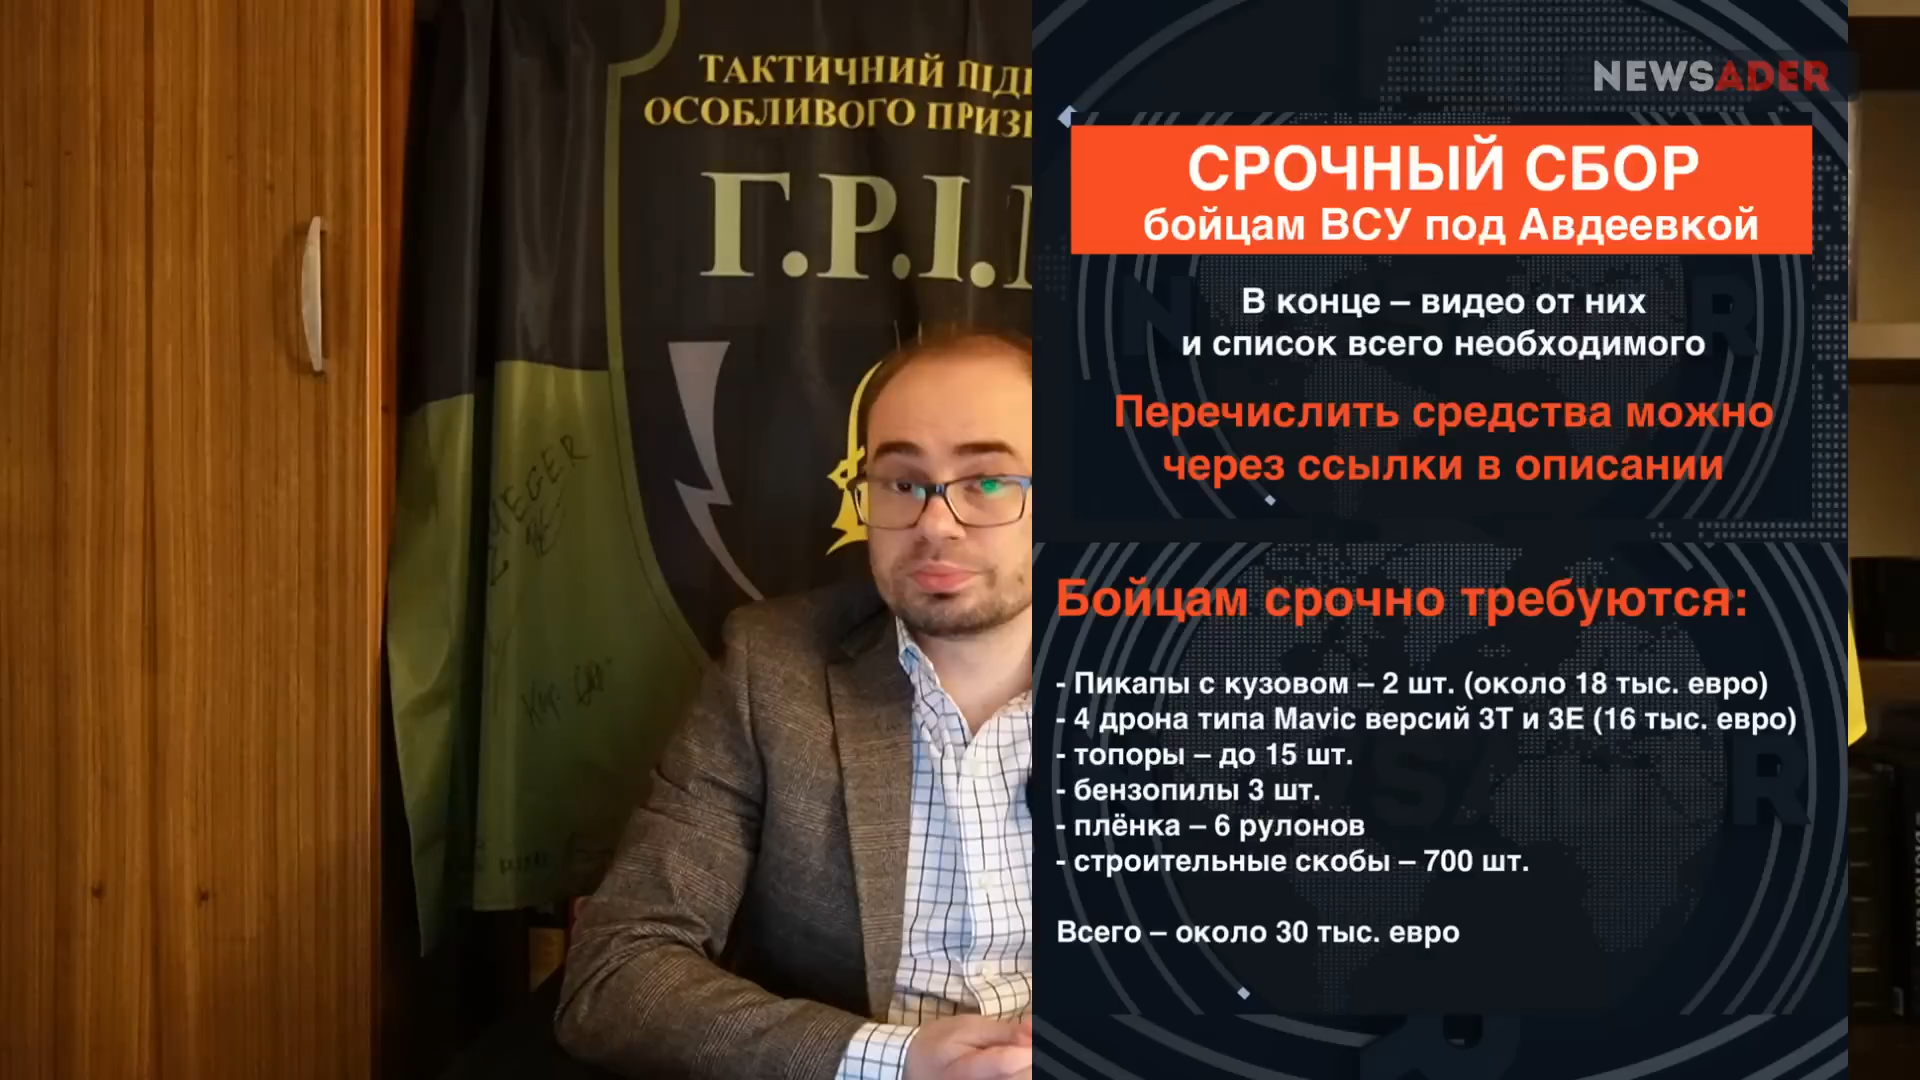 ТАКТИЧНИЙ
ОСОБЛИВОГО
Г.Р.І.
NEWSADER
СРОЧНЫЙ СБОР
бойцам ВСУ под Авдеевкой
В конце – видео от них
и список всего необходимого
Перечислить средства можно
через ссылки в описании
Бойцам срочно требуются:
- Пикапы с кузовом – 2 шт. (около 18 тыс. евро)
- 4 дрона типа Mavic версий 3T и 3E (16 тыс. евро)
- топоры – до 15 шт.
- бензопилы 3 шт.
- плёнка – 6 рулонов
- строительные скобы – 700 шт.
Всего – около 30 тыс. евро